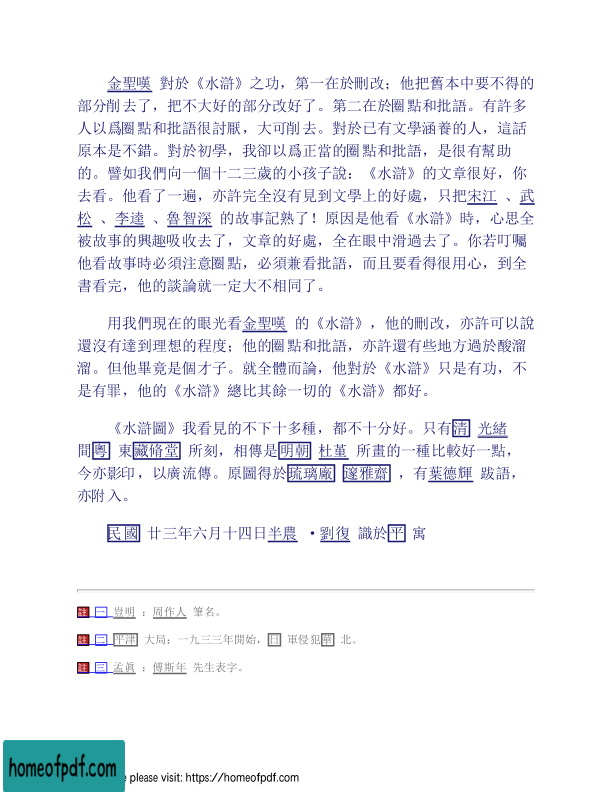 金聖嘆 對於《水滸》之功，第一在於刪改；他把舊本中要不得的
部分削去了，把不大好的部分改好了。第二在於圈點和批語。有許多
人以爲圈點和批語很討厭，大可削去。對於已有文學涵養的人，這話
原本是不錯。對於初學，我卻以爲正當的圈點和批語，是很有幫助
的。譬如我們向一個十二三歲的小孩子說：《水滸》的文章很好，你
去看。他看了一遍，亦許完全沒有見到文學上的好處，只把宋江 、武
松 、李逵 、魯智深 的故事記熟了！原因是他看《水滸》時，心思全
被故事的興趣吸收去了，文章的好處，全在眼中滑過去了。你若叮囑
他看故事時必須注意圈點，必須兼看批語，而且要看得很用心，到全
書看完，他的談論就一定大不相同了。
用我們現在的眼光看金聖嘆 的《水滸》，他的刪改，亦許可以說
還沒有達到理想的程度；他的圈點和批語，亦許還有些地方過於酸溜
溜。但他畢竟是個才子。就全體而論，他對於《水滸》只是有功，不
是有罪，他的《水滸》總比其餘一切的《水滸》都好。
《水滸圖》我看見的不下十多種，都不十分好。只有清 光緒
間粵 東藏脩堂 所刻，相傳是明朝 杜堇 所畫的一種比較好一點，
今亦影印，以廣流傳。原圖得於琉璃廠 邃雅齋 ，有葉德輝 跋語，
亦附入。
民國 廿三年六月十四日半農 •劉復 識於平 寓
註 一 豈明 ：周作人 筆名。
註 二 平津 大局：一九三三年開始，日 軍侵犯華 北。
註 三 孟眞 ：傅斯年 先生表字。
homeofpdf.com
e please visit: https://homeofpdf.com